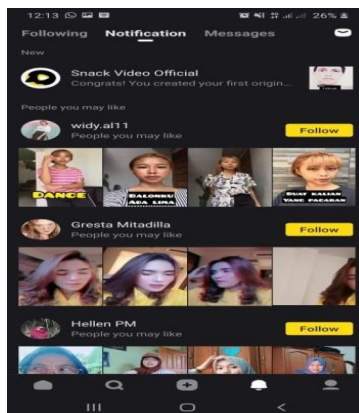 12:13
26%
Following Notification Messages
New
Snack Video Official
Congrats! You created your first origin...
People you may like
widy.al11
People you may like
Follow
DANCE
BALONKU
ADA LIMA
BUAT KALIAN
YANG PACARAN
Gresta Mitadilla
People you may like
Follow
Hellen PM
People you may like
Follow